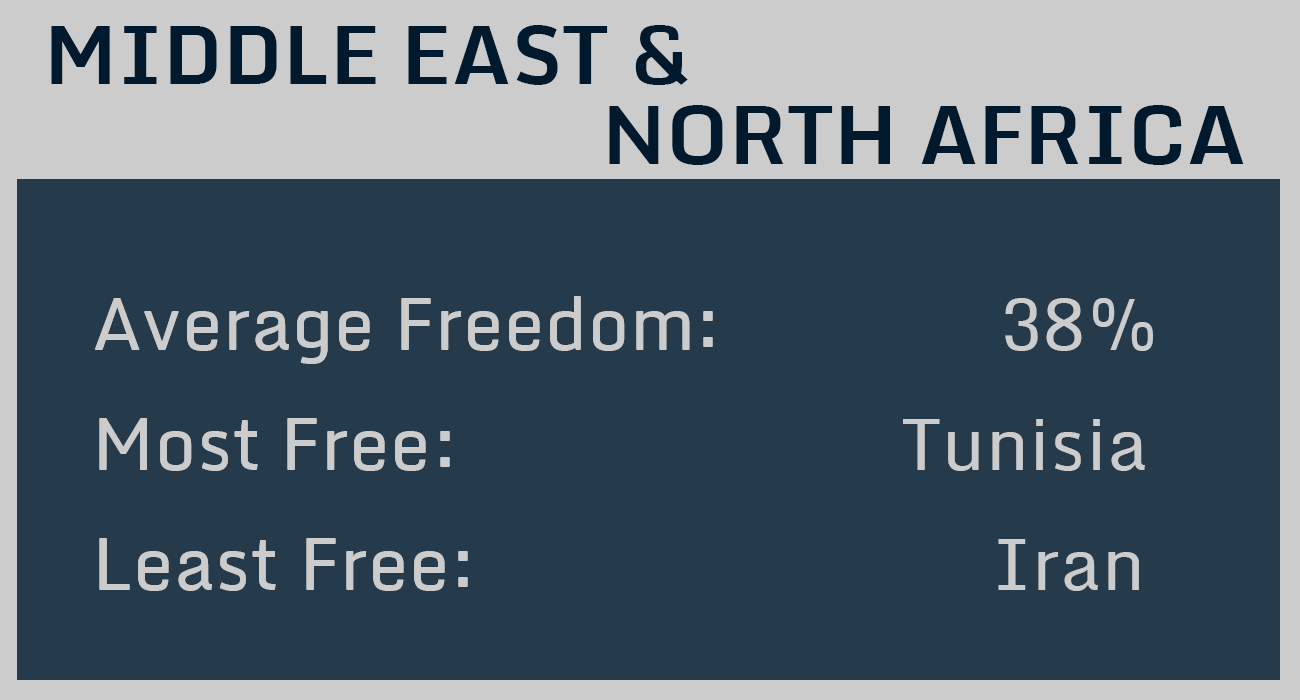 MIDDLE EAST &
NORTH AFRICA
Average Freedom: 38%
Most Free: Tunisia
Least Free: Iran